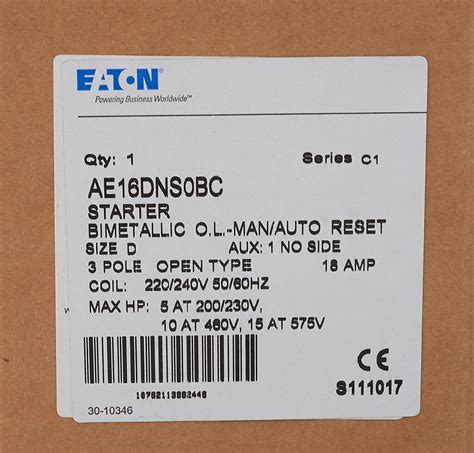 EATON
Powering Business Worldwide™
Qty: 1 Series C1
AE16DNS0BC
STARTER
BIMETALLIC O.L.-MAN/AUTO RESET
SIZE D AUX: 1 NO SIDE
3 POLE OPEN TYPE 18 AMP
COIL: 220/240V 50/60HZ
MAX HP: 5 AT 200/230V,
10 AT 460V, 15 AT 575V
CE
S111017
30-10346